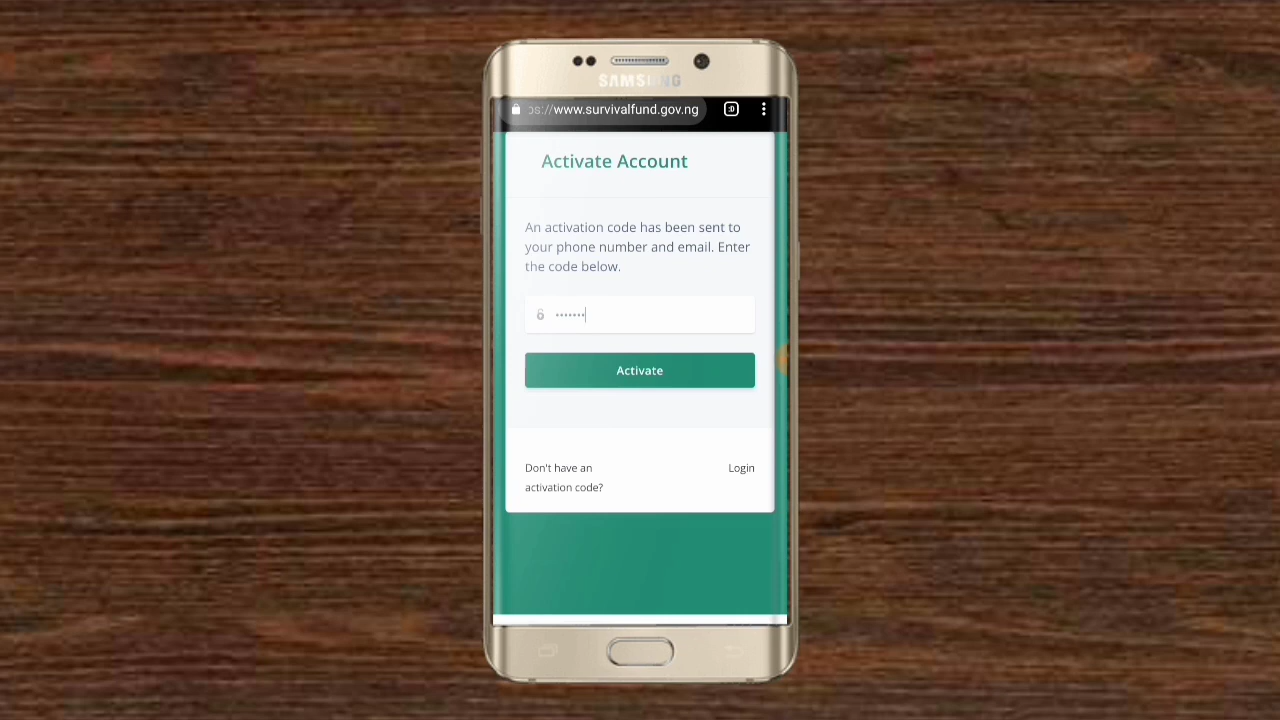 SAMSUNG
ps://www.survivalfund.gov.ng
:D
Activate Account
An activation code has been sent to
your phone number and email. Enter
the code below.
•••••••
Activate
Don't have an
activation code?
Login